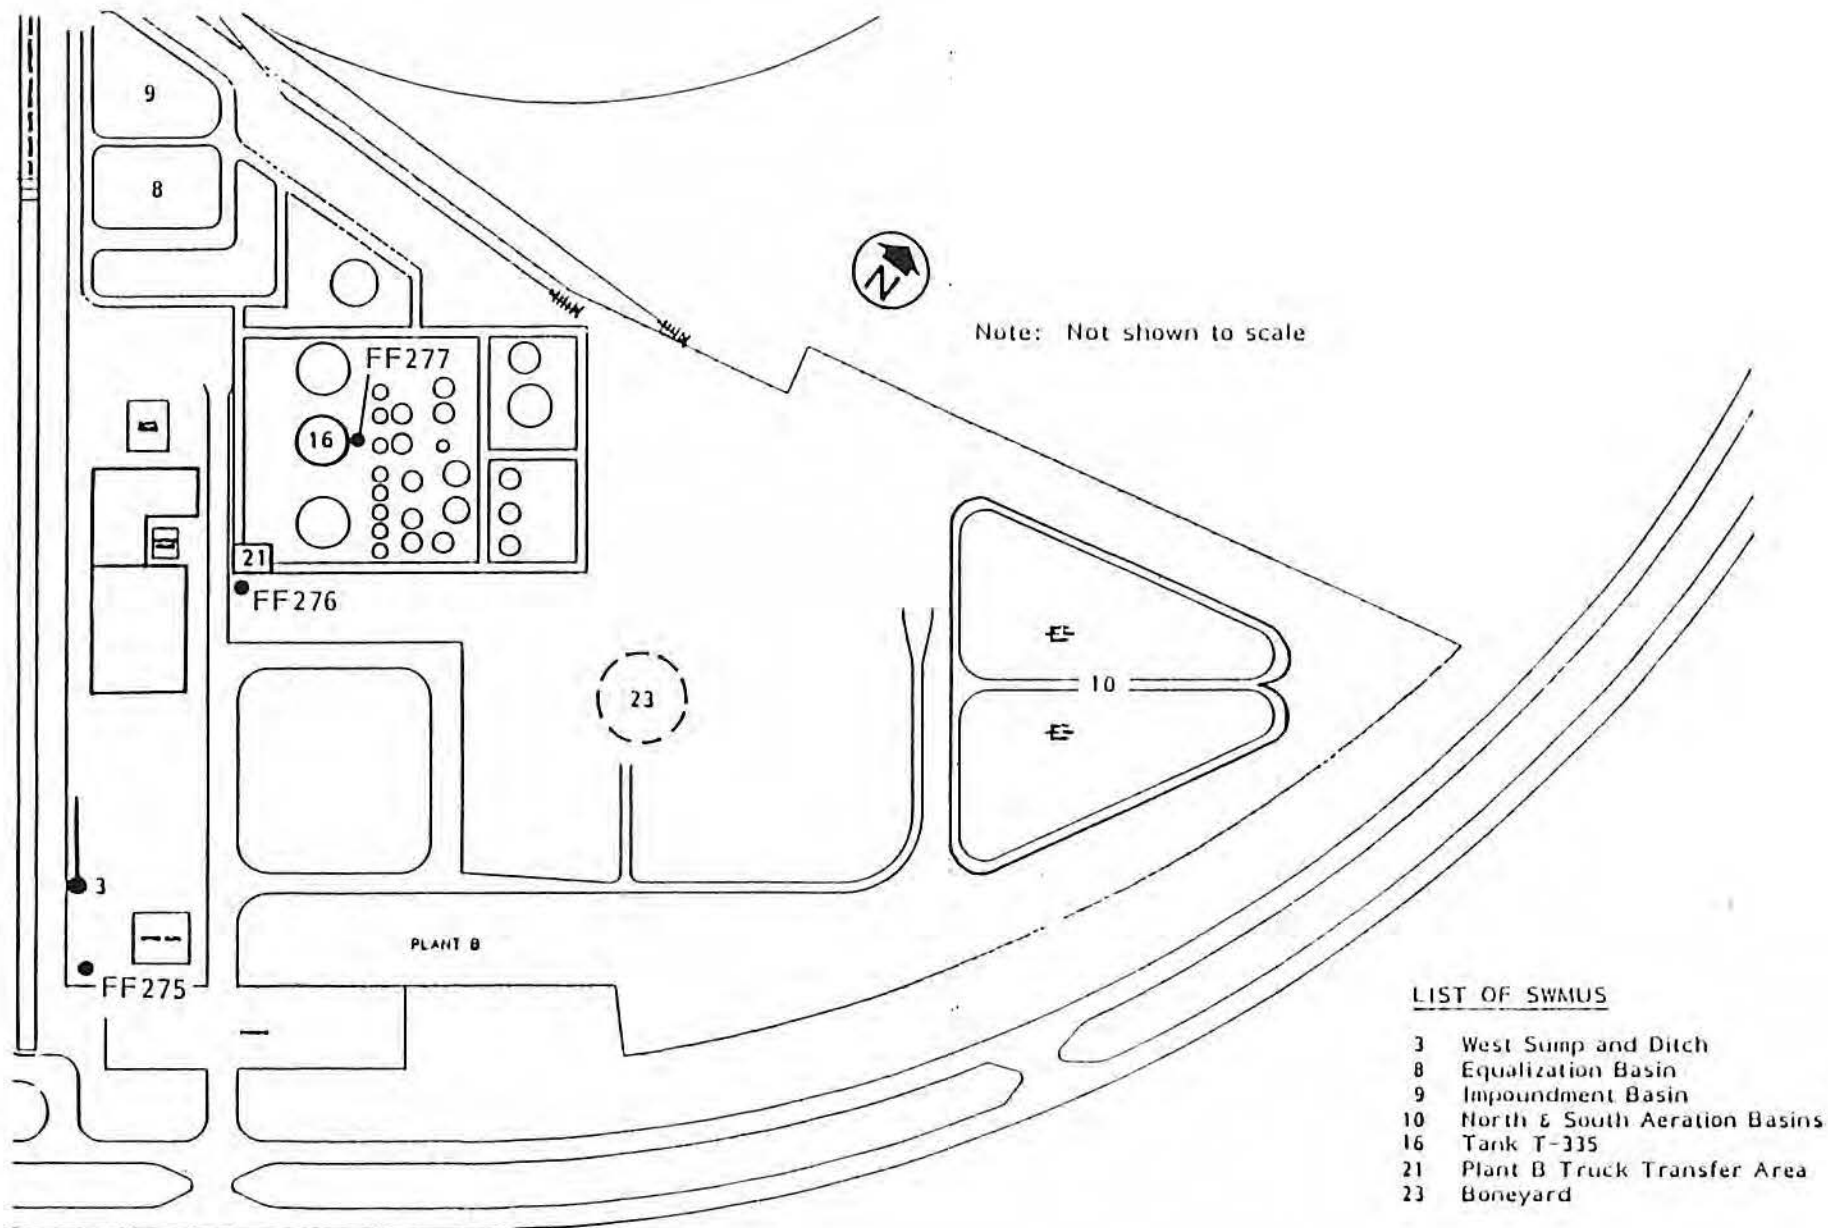 9
8
N
Note: Not shown to scale
FF277
16
21
FF276
23
10
3
PLANT B
FF275
LIST OF SWMUS
3 West Sump and Ditch
8 Equalization Basin
9 Impoundment Basin
10 North & South Aeration Basins
16 Tank T-335
21 Plant B Truck Transfer Area
23 Boneyard